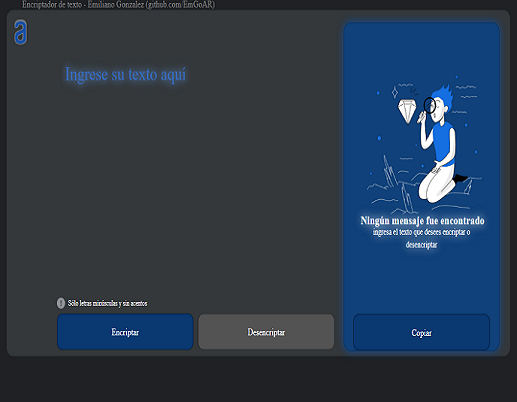 Encriptador de texto - Emiliano Gonzalez (github.com/EmGoAR)
a
Ingrese su texto aquí
Ningún mensaje fue encontrado
ingresa el texto que desees encriptar o
desencriptar
! Sólo letras minúsculas y sin acentos
Encriptar
Desencriptar
Copiar